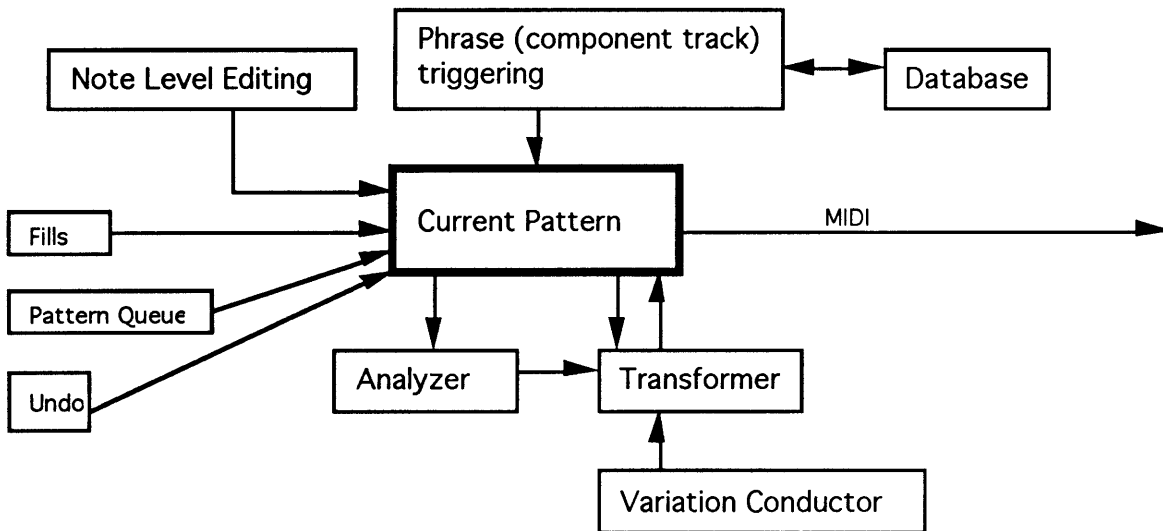 Phrase (component track)
triggering
Note Level Editing
Database
Current Pattern
MIDI
Fills
Pattern Queue
Analyzer
Transformer
Undo
Variation Conductor